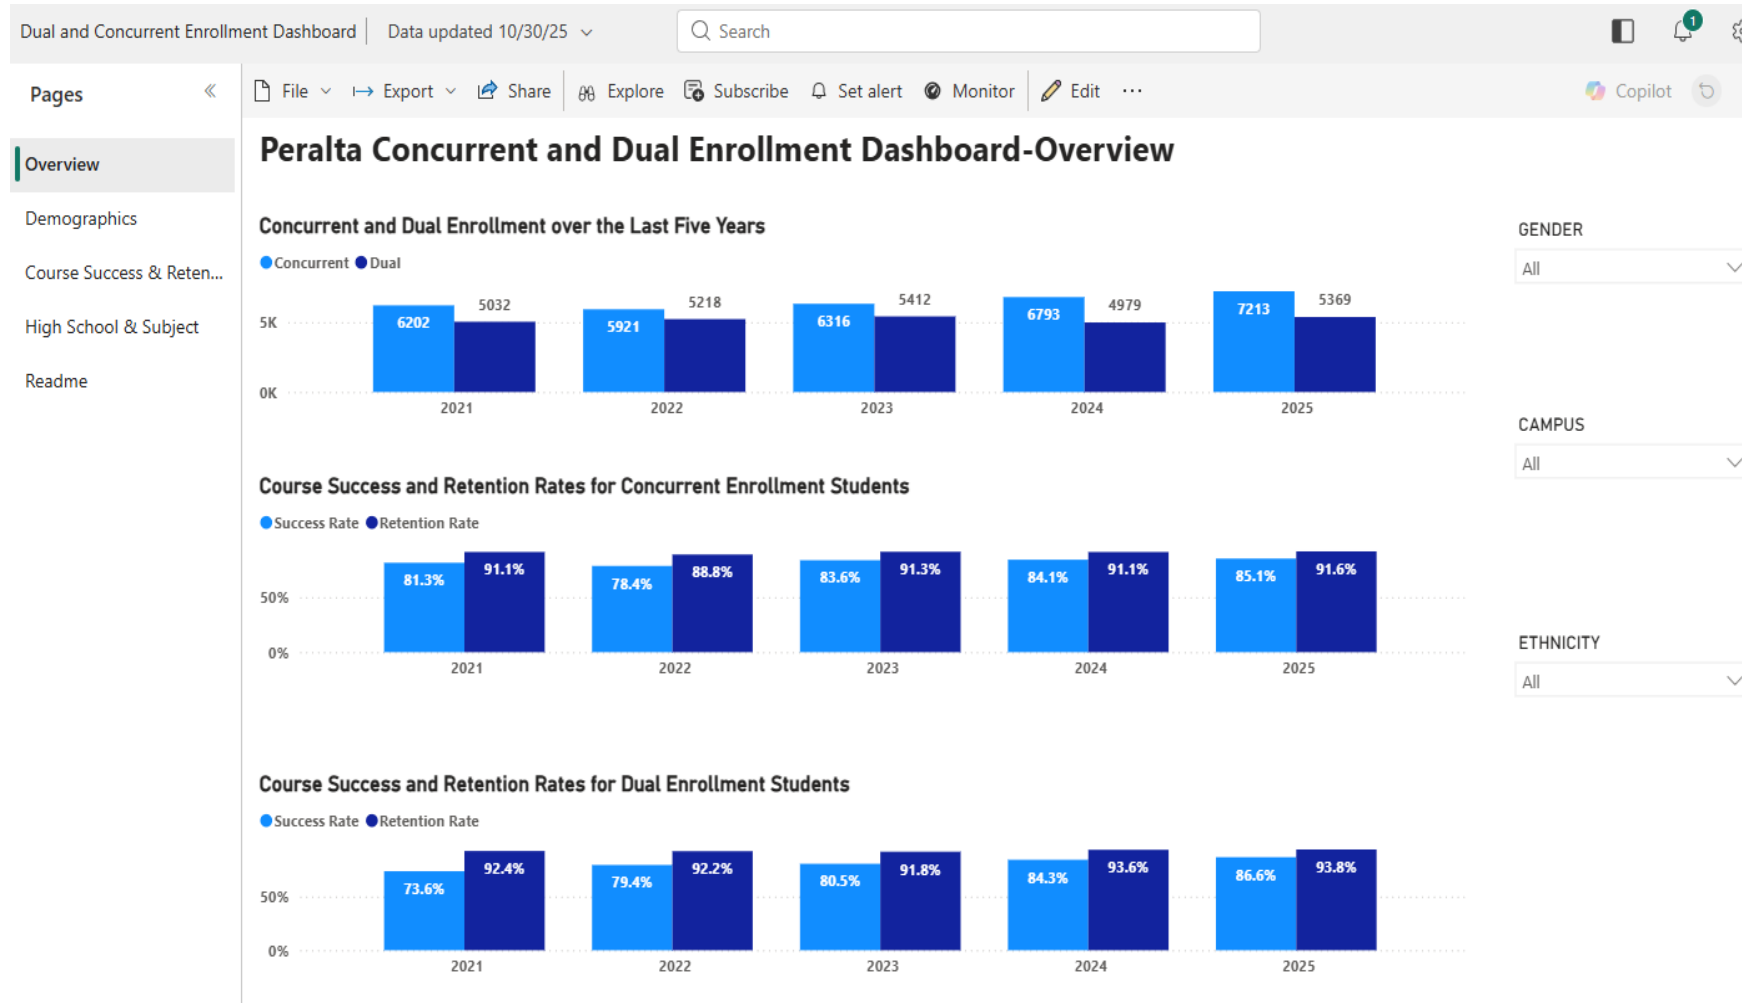 Dual and Concurrent Enrollment Dashboard
Data updated 10/30/25
Search
1
Pages
File
Export
Share
Explore
Subscribe
Set alert
Monitor
Edit
Copilot
Overview
Demographics
Course Success & Reten...
High School & Subject
Readme
Peralta Concurrent and Dual Enrollment Dashboard-Overview
Concurrent and Dual Enrollment over the Last Five Years
Concurrent Dual
5K
0K
6202 5032
5921 5218
6316 5412
6793 4979
7213 5369
2021 2022 2023 2024 2025
Course Success and Retention Rates for Concurrent Enrollment Students
Success Rate Retention Rate
50%
0%
81.3% 91.1%
78.4% 88.8%
83.6% 91.3%
84.1% 91.1%
85.1% 91.6%
2021 2022 2023 2024 2025
Course Success and Retention Rates for Dual Enrollment Students
Success Rate Retention Rate
50%
0%
73.6% 92.4%
79.4% 92.2%
80.5% 91.8%
84.3% 93.6%
86.6% 93.8%
2021 2022 2023 2024 2025
GENDER
All
CAMPUS
All
ETHNICITY
All